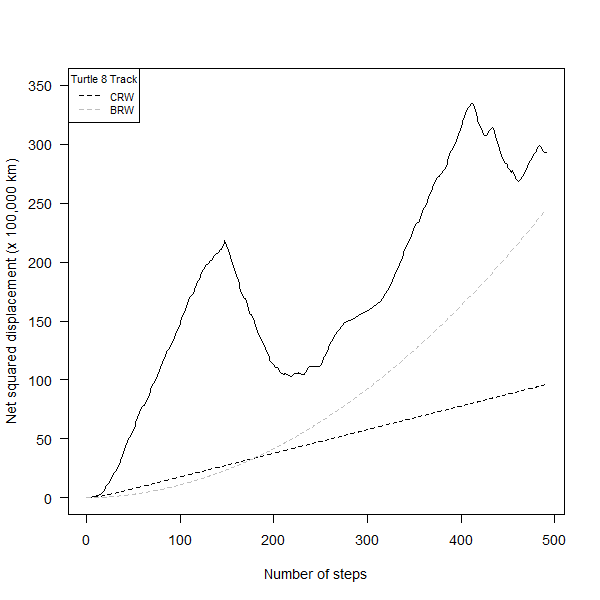 Turtle 8 Track
CRW
BRW
350
300
250
200
150
100
50
0
Net squared displacement (x 100,000 km)
0 100 200 300 400 500
Number of steps